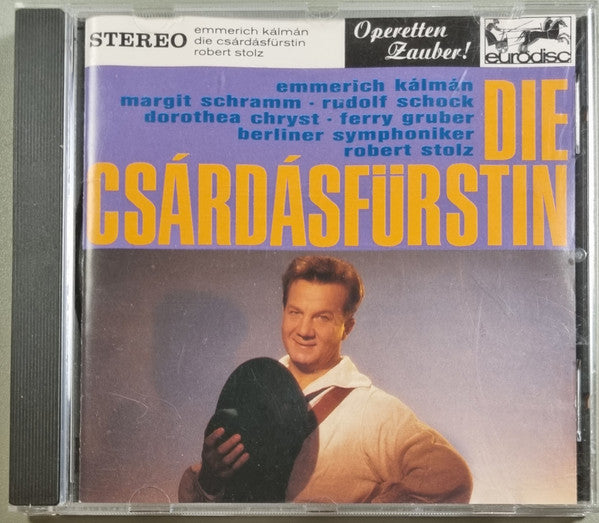 STEREO
emmerich kálmán
die csárdásfürstin
robert stolz
Operetten
Zauber!
eurodisc
emmerich kálmán
margit schramm · rudolf schock
dorothea chryst · ferry gruber
berliner symphoniker
robert stolz
DIE
CSÁRDÁSFÜRSTIN